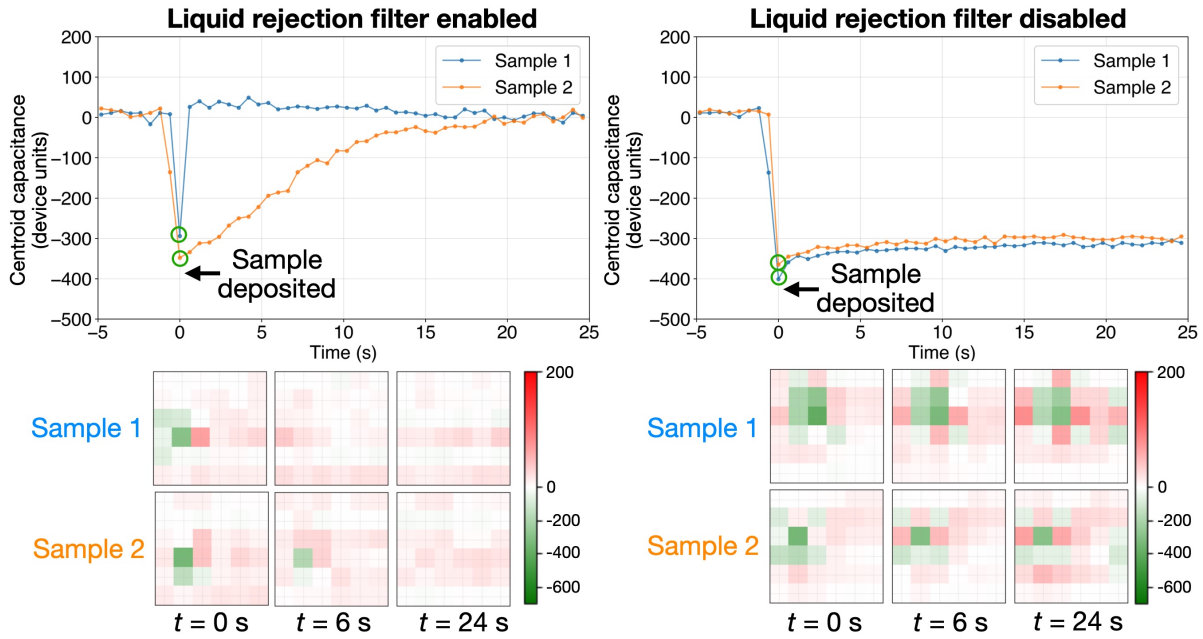 Liquid rejection filter enabled
Centroid capacitance
(device units)
200
100
0
−100
−200
−300
−400
−500
Sample 1
Sample 2
Sample
deposited
−5 0 5 10 15 20 25
Time (s)
Sample 1
Sample 2
t = 0 s t = 6 s t = 24 s
200
0
-200
-400
-600
Liquid rejection filter disabled
Centroid capacitance
(device units)
200
100
0
−100
−200
−300
−400
−500
Sample 1
Sample 2
Sample
deposited
−5 0 5 10 15 20 25
Time (s)
Sample 1
Sample 2
t = 0 s t = 6 s t = 24 s
200
0
-200
-400
-600